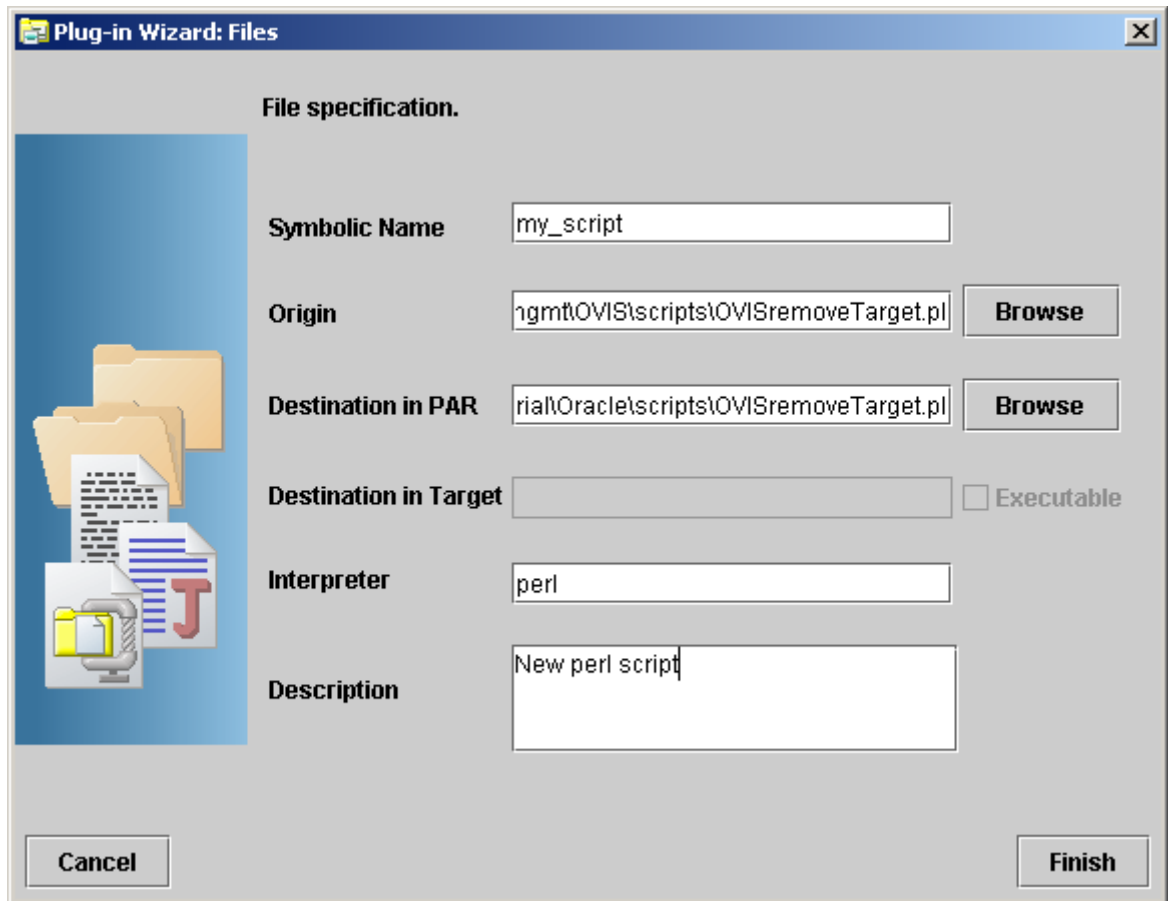 Plug-in Wizard: Files
File specification.
Symbolic Name my_script
Origin ngmt\OVIS\scripts\OVISremoveTarget.pl Browse
Destination in PAR rial\Oracle\scripts\OVISremoveTarget.pl Browse
Destination in Target Executable
Interpreter perl
Description New perl script
Cancel Finish